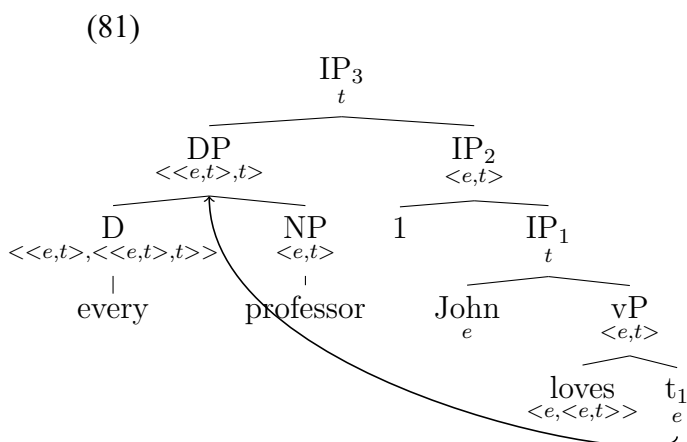 (81)
IP₃
t
DP IP₂
<<e,t>,t> <e,t>
D NP 1 IP₁
<<e,t>,<<e,t>,t>> <e,t> t
every professor John vP
e <e,t>
loves t₁
<e,<e,t>> e